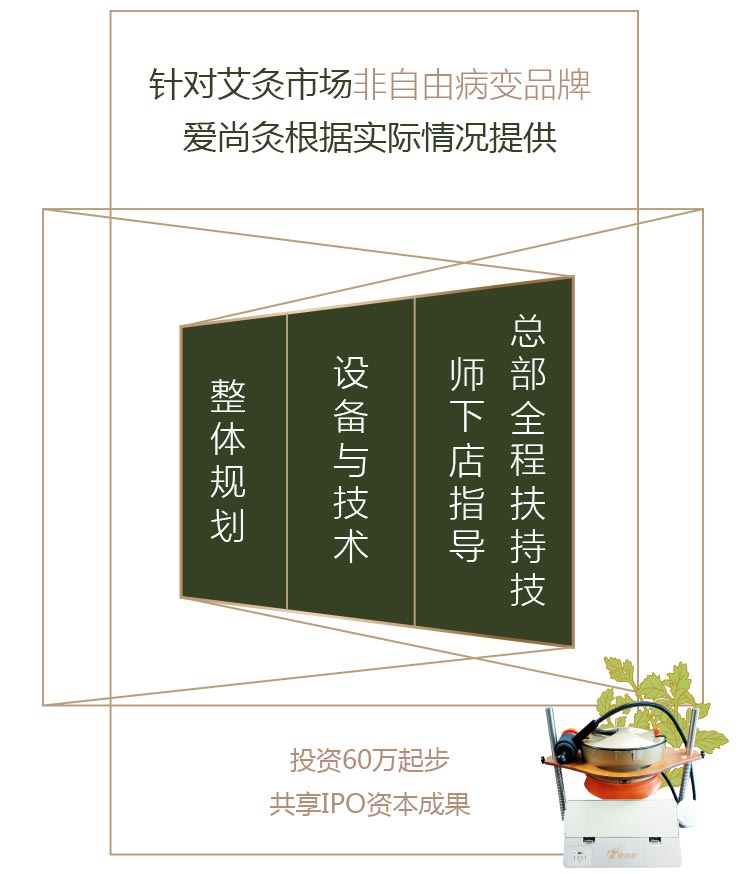 针对艾灸市场非自由病变品牌
爱尚灸根据实际情况提供
整体规划
设备与技术
总部全程扶持技
师下店指导
投资60万起步
共享IPO资本成果